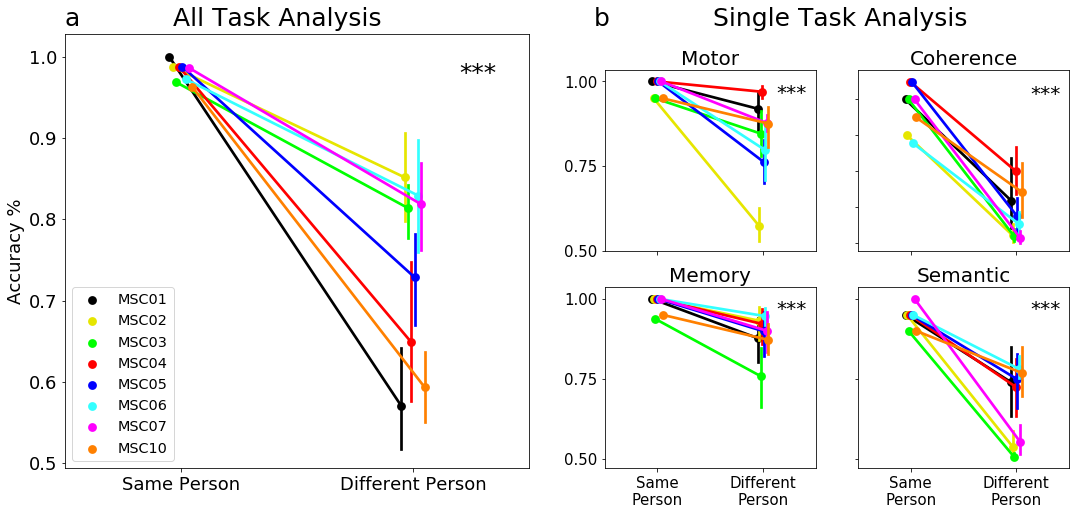 a
All Task Analysis
b
Single Task Analysis
Accuracy %
1.0
0.9
0.8
0.7
0.6
0.5
***
MSC01
MSC02
MSC03
MSC04
MSC05
MSC06
MSC07
MSC10
Same Person
Different Person
Motor
1.00
0.75
0.50
***
Coherence
***
Memory
1.00
0.75
0.50
***
Same
Person
Different
Person
Semantic
***
Same
Person
Different
Person